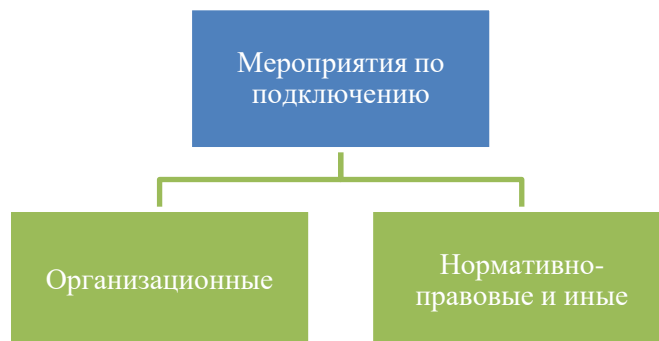 Мероприятия по
подключению
Организационные
Нормативно-
правовые и иные